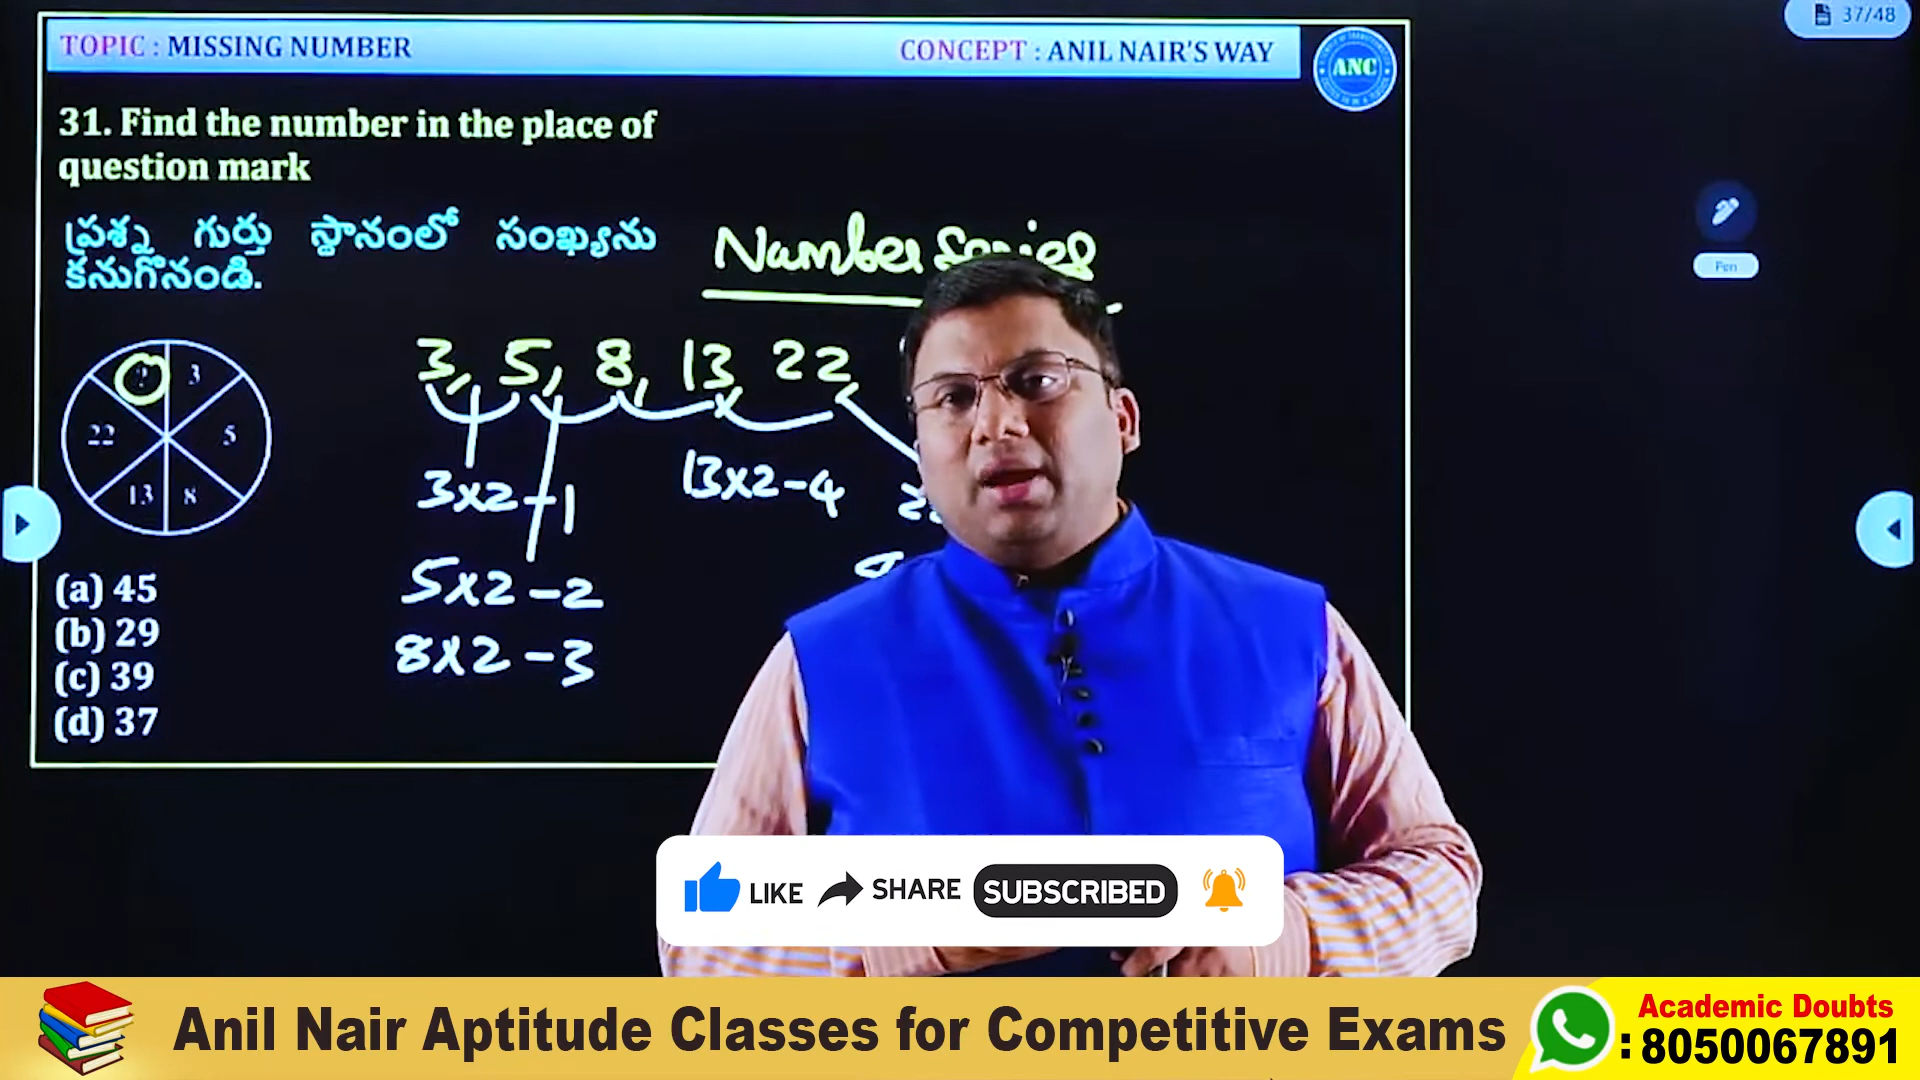 37/48
TOPIC : MISSING NUMBER
CONCEPT : ANIL NAIR'S WAY
ANC
31. Find the number in the place of
question mark
ప్రశ్న గుర్తు స్థానంలో సంఖ్యను
కనుగొనండి.
Number Series
Pen
3, 5, 8, 13 22
? 3
22 5
13 8
3x2-1
13x2-4
5x2-2
8x2-3
(a) 45
(b) 29
(c) 39
(d) 37
LIKE SHARE SUBSCRIBED
Anil Nair Aptitude Classes for Competitive Exams
Academic Doubts
: 8050067891